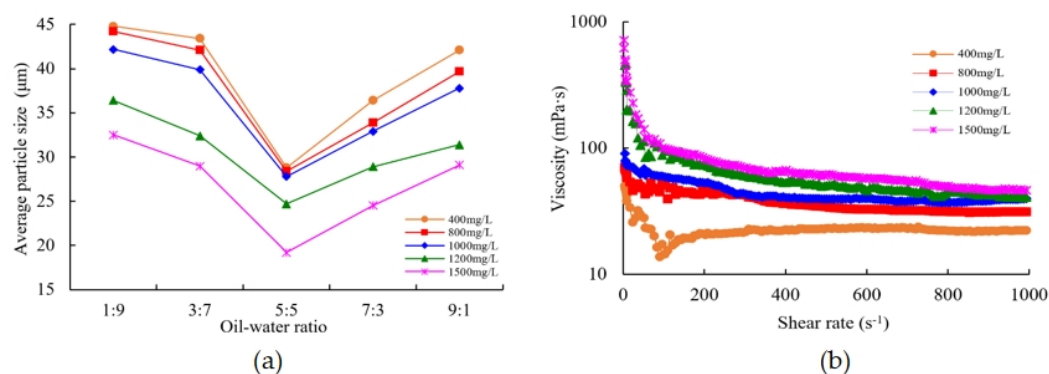 45
40
35
30
25
20
15
Average particle size (μm)
1:9
3:7
5:5
7:3
9:1
Oil-water ratio
400mg/L
800mg/L
1000mg/L
1200mg/L
1500mg/L
(a)
1000
100
10
Viscosity (mPa·s)
0
200
400
600
800
1000
Shear rate (s⁻¹)
400mg/L
800mg/L
1000mg/L
1200mg/L
1500mg/L
(b)